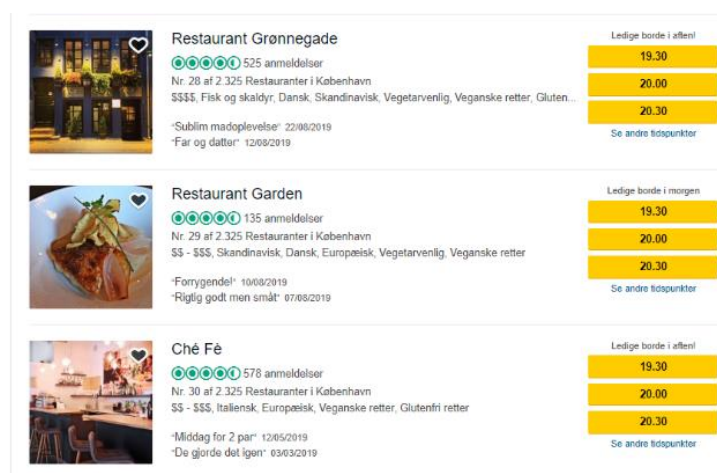 Restaurant Grønnegade
525 anmeldelser
Nr. 28 af 2.325 Restauranter i København
$$$$, Fisk og skaldyr, Dansk, Skandinavisk, Vegetarvenlig, Veganske retter, Gluten...
"Sublim madoplevelse" 22/08/2019
"Far og datter" 12/08/2019
Ledige borde i aften!
19.30
20.00
20.30
Se andre tidspunkter
Restaurant Garden
135 anmeldelser
Nr. 29 af 2.325 Restauranter i København
$$ - $$$, Skandinavisk, Dansk, Europæisk, Vegetarvenlig, Veganske retter
"Forrygende!" 10/08/2019
"Rigtig godt men småt" 07/08/2019
Ledige borde i morgen
19.30
20.00
20.30
Se andre tidspunkter
Ché Fè
578 anmeldelser
Nr. 30 af 2.325 Restauranter i København
$$ - $$$, Italiensk, Europæisk, Veganske retter, Glutenfri retter
"Middag for 2 par" 12/05/2019
"De gjorde det igen" 03/03/2019
Ledige borde i aften!
19.30
20.00
20.30
Se andre tidspunkter